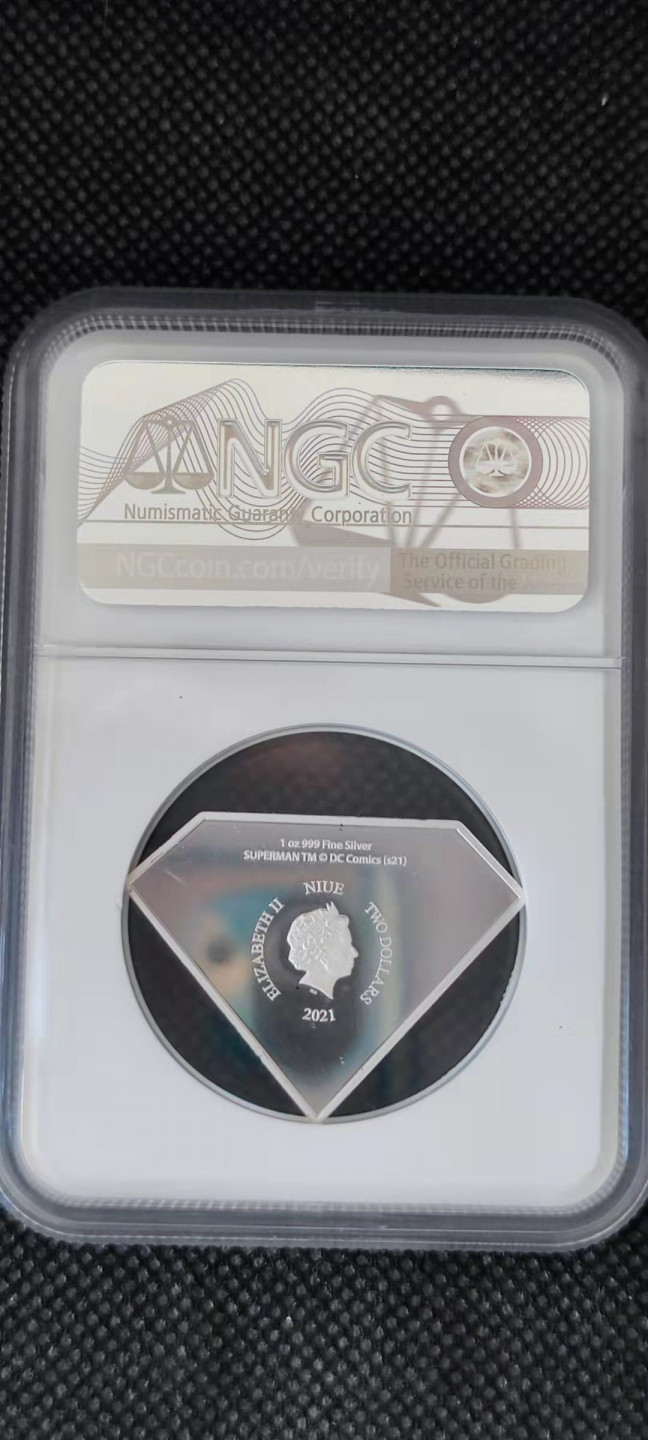 NGC
Numismatic Guaranty Corporation
NGCcoin.com/verify
The Official Grading
Service of the
1 oz 999 Fine Silver
SUPERMAN TM © DC Comics (s21)
NIUE
ELIZABETH II
TWO DOLLARS
2021